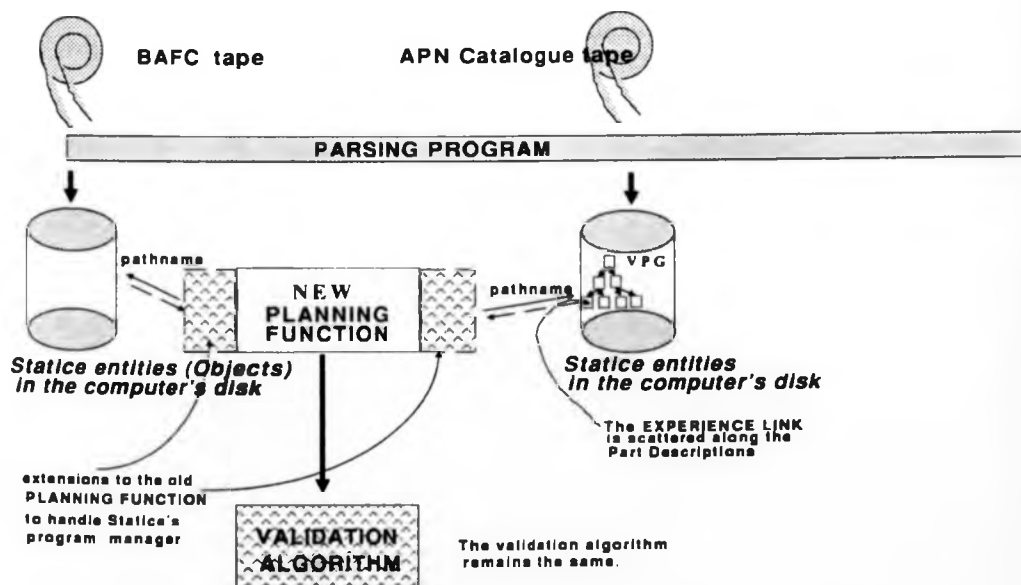 BAFC tape
APN Catalogue tape
PARSING PROGRAM
pathname
VPG
NEW
PLANNING
FUNCTION
pathname
Statice entities (Objects)
in the computer's disk
Statice entities
in the computer's disk
The EXPERIENCE LINK
is scattered along the
Part Descriptions
extensions to the old
PLANNING FUNCTION
to handle Statice's
program manager
VALIDATION
ALGORITHM
The validation algorithm
remains the same.